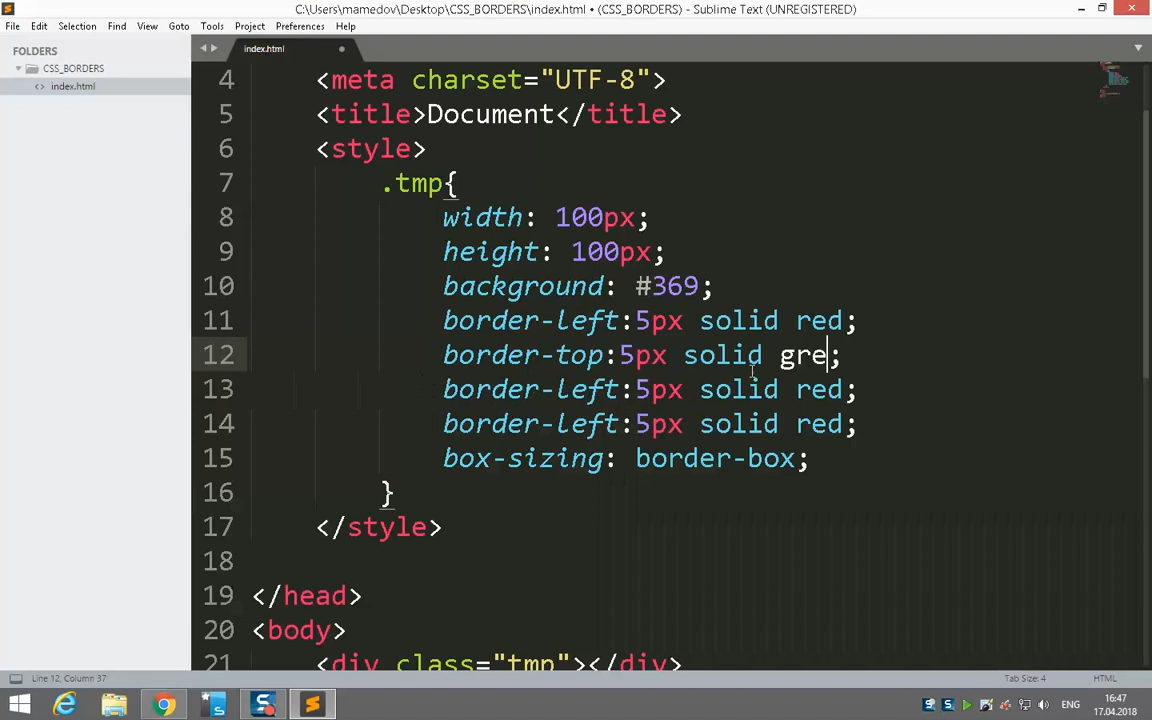 C:\Users\mamedov\Desktop\CSS_BORDERS\index.html • (CSS_BORDERS) - Sublime Text (UNREGISTERED)
File Edit Selection Find View Goto Tools Project Preferences Help
FOLDERS
CSS_BORDERS
<> index.html
index.html
4 <meta charset="UTF-8">
5 <title>Document</title>
6 <style>
7 .tmp{
8 width: 100px;
9 height: 100px;
10 background: #369;
11 border-left:5px solid red;
12 border-top:5px solid gre;
13 border-left:5px solid red;
14 border-left:5px solid red;
15 box-sizing: border-box;
16 }
17 </style>
18
19 </head>
20 <body>
21 <div class="tmp"></div>
Line 12, Column 37 Tab Size: 4 HTML
ENG 16:47
17.04.2018